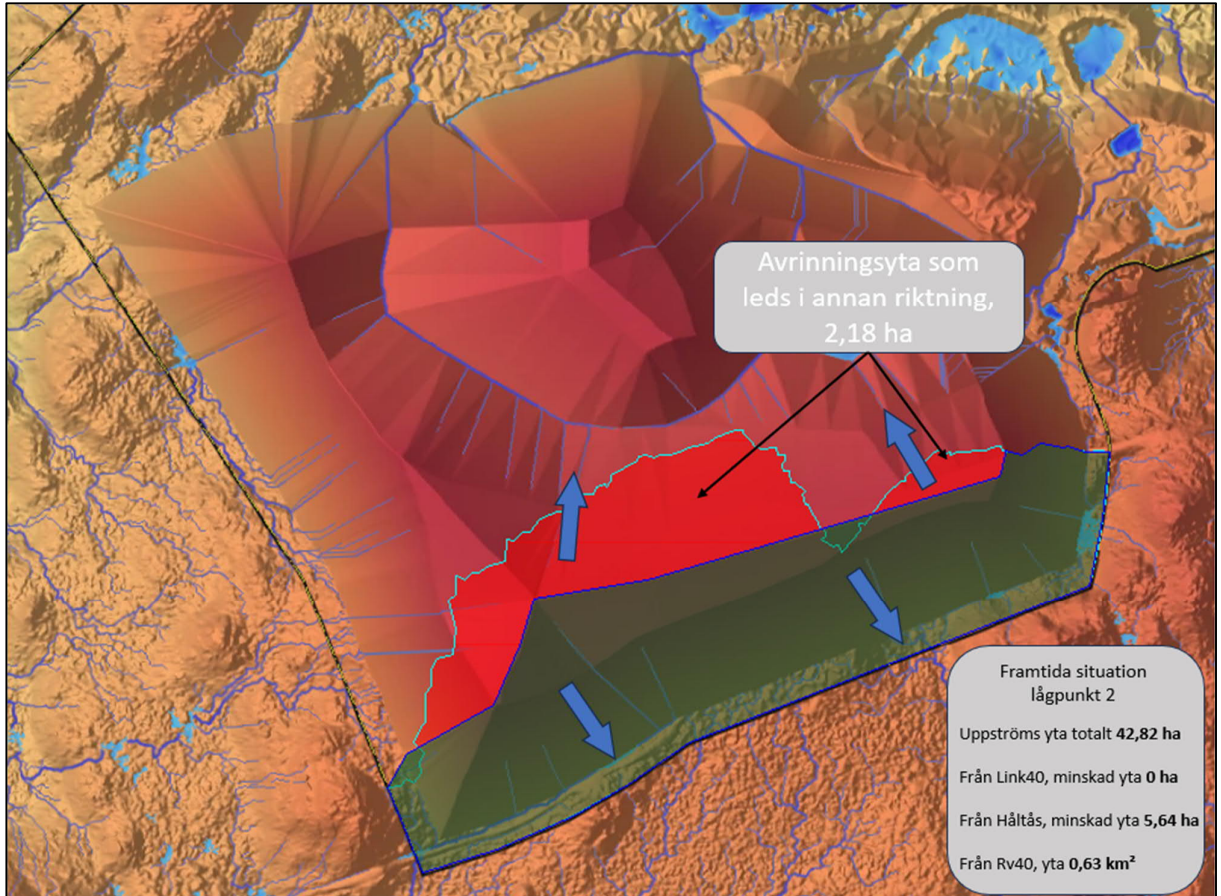 Avrinningsyta som
leds i annan riktning,
2,18 ha
Framtida situation
lågpunkt 2
Uppströms yta totalt 42,82 ha
Från Link40, minskad yta 0 ha
Från Håltås, minskad yta 5,64 ha
Från Rv40, yta 0,63 km²